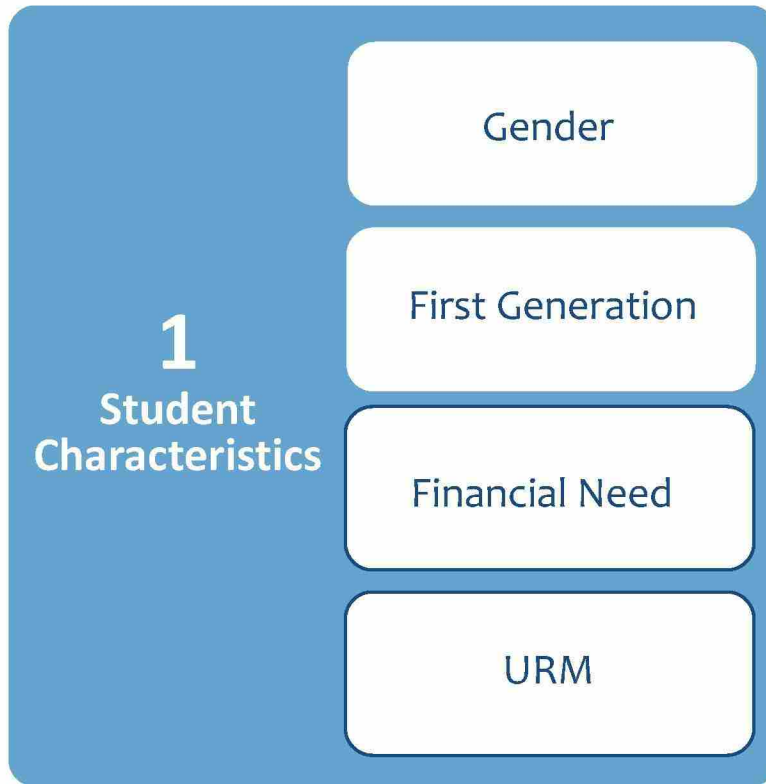 1
Student
Characteristics
Gender
First Generation
Financial Need
URM